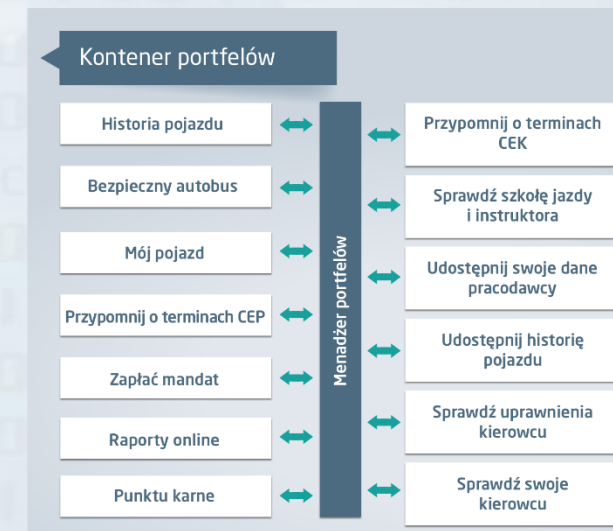 Kontener portfelów
Historia pojazdu
Bezpieczny autobus
Mój pojazd
Przypomnij o terminach CEP
Zapłać mandat
Raporty online
Punktu karne
Menadżer portfelów
Przypomnij o terminach
CEK
Sprawdź szkołę jazdy
i instruktora
Udostępnij swoje dane
pracodawcy
Udostępnij historię
pojazdu
Sprawdź uprawnienia
kierowcu
Sprawdź swoje
kierowcu